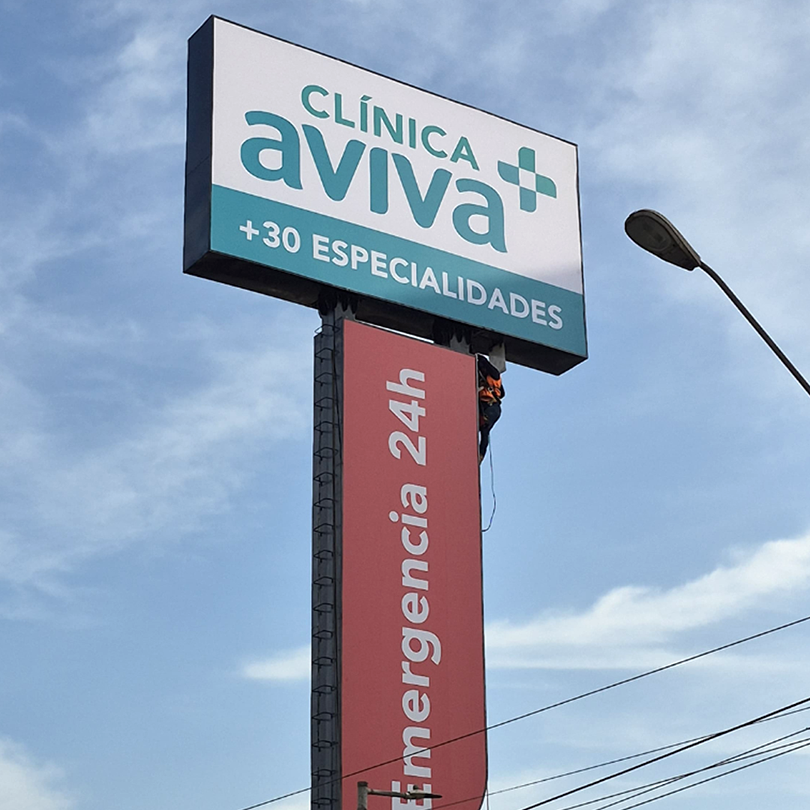 CLÍNICA
aviva
+30 ESPECIALIDADES
Emergencia 24h